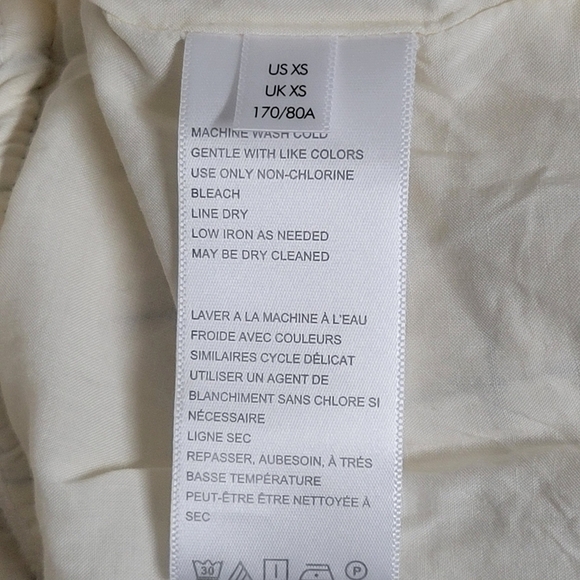 US XS
UK XS
170/80A
MACHINE WASH COLD
GENTLE WITH LIKE COLORS
USE ONLY NON-CHLORINE
BLEACH
LINE DRY
LOW IRON AS NEEDED
MAY BE DRY CLEANED
LAVER A LA MACHINE À L'EAU
FROIDE AVEC COULEURS
SIMILAIRES CYCLE DÉLICAT
UTILISER UN AGENT DE
BLANCHIMENT SANS CHLORE SI
NÉCESSAIRE
LIGNE SEC
REPASSER, AUBESOIN, À TRÉS
BASSE TEMPÉRATURE
PEUT-ÊTRE ÊTRE NETTOYÉE À
SEC
30 P